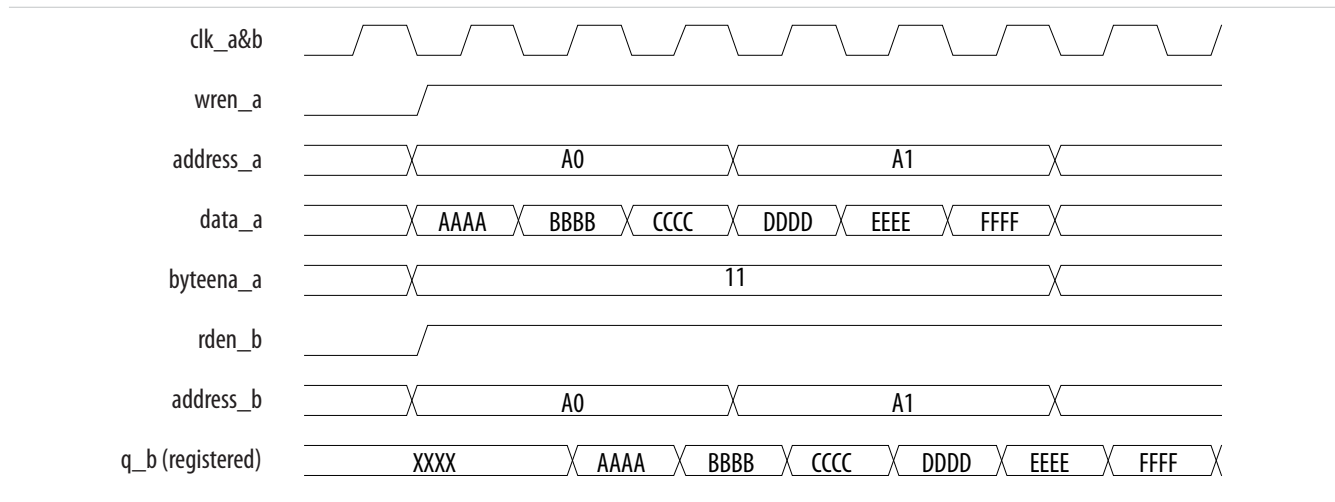 clk_a&b
wren_a
address_a A0 A1
data_a AAAA BBBB CCCC DDDD EEEE FFFF
byteena_a 11
rden_b
address_b A0 A1
q_b (registered) XXXX AAAA BBBB CCCC DDDD EEEE FFFF